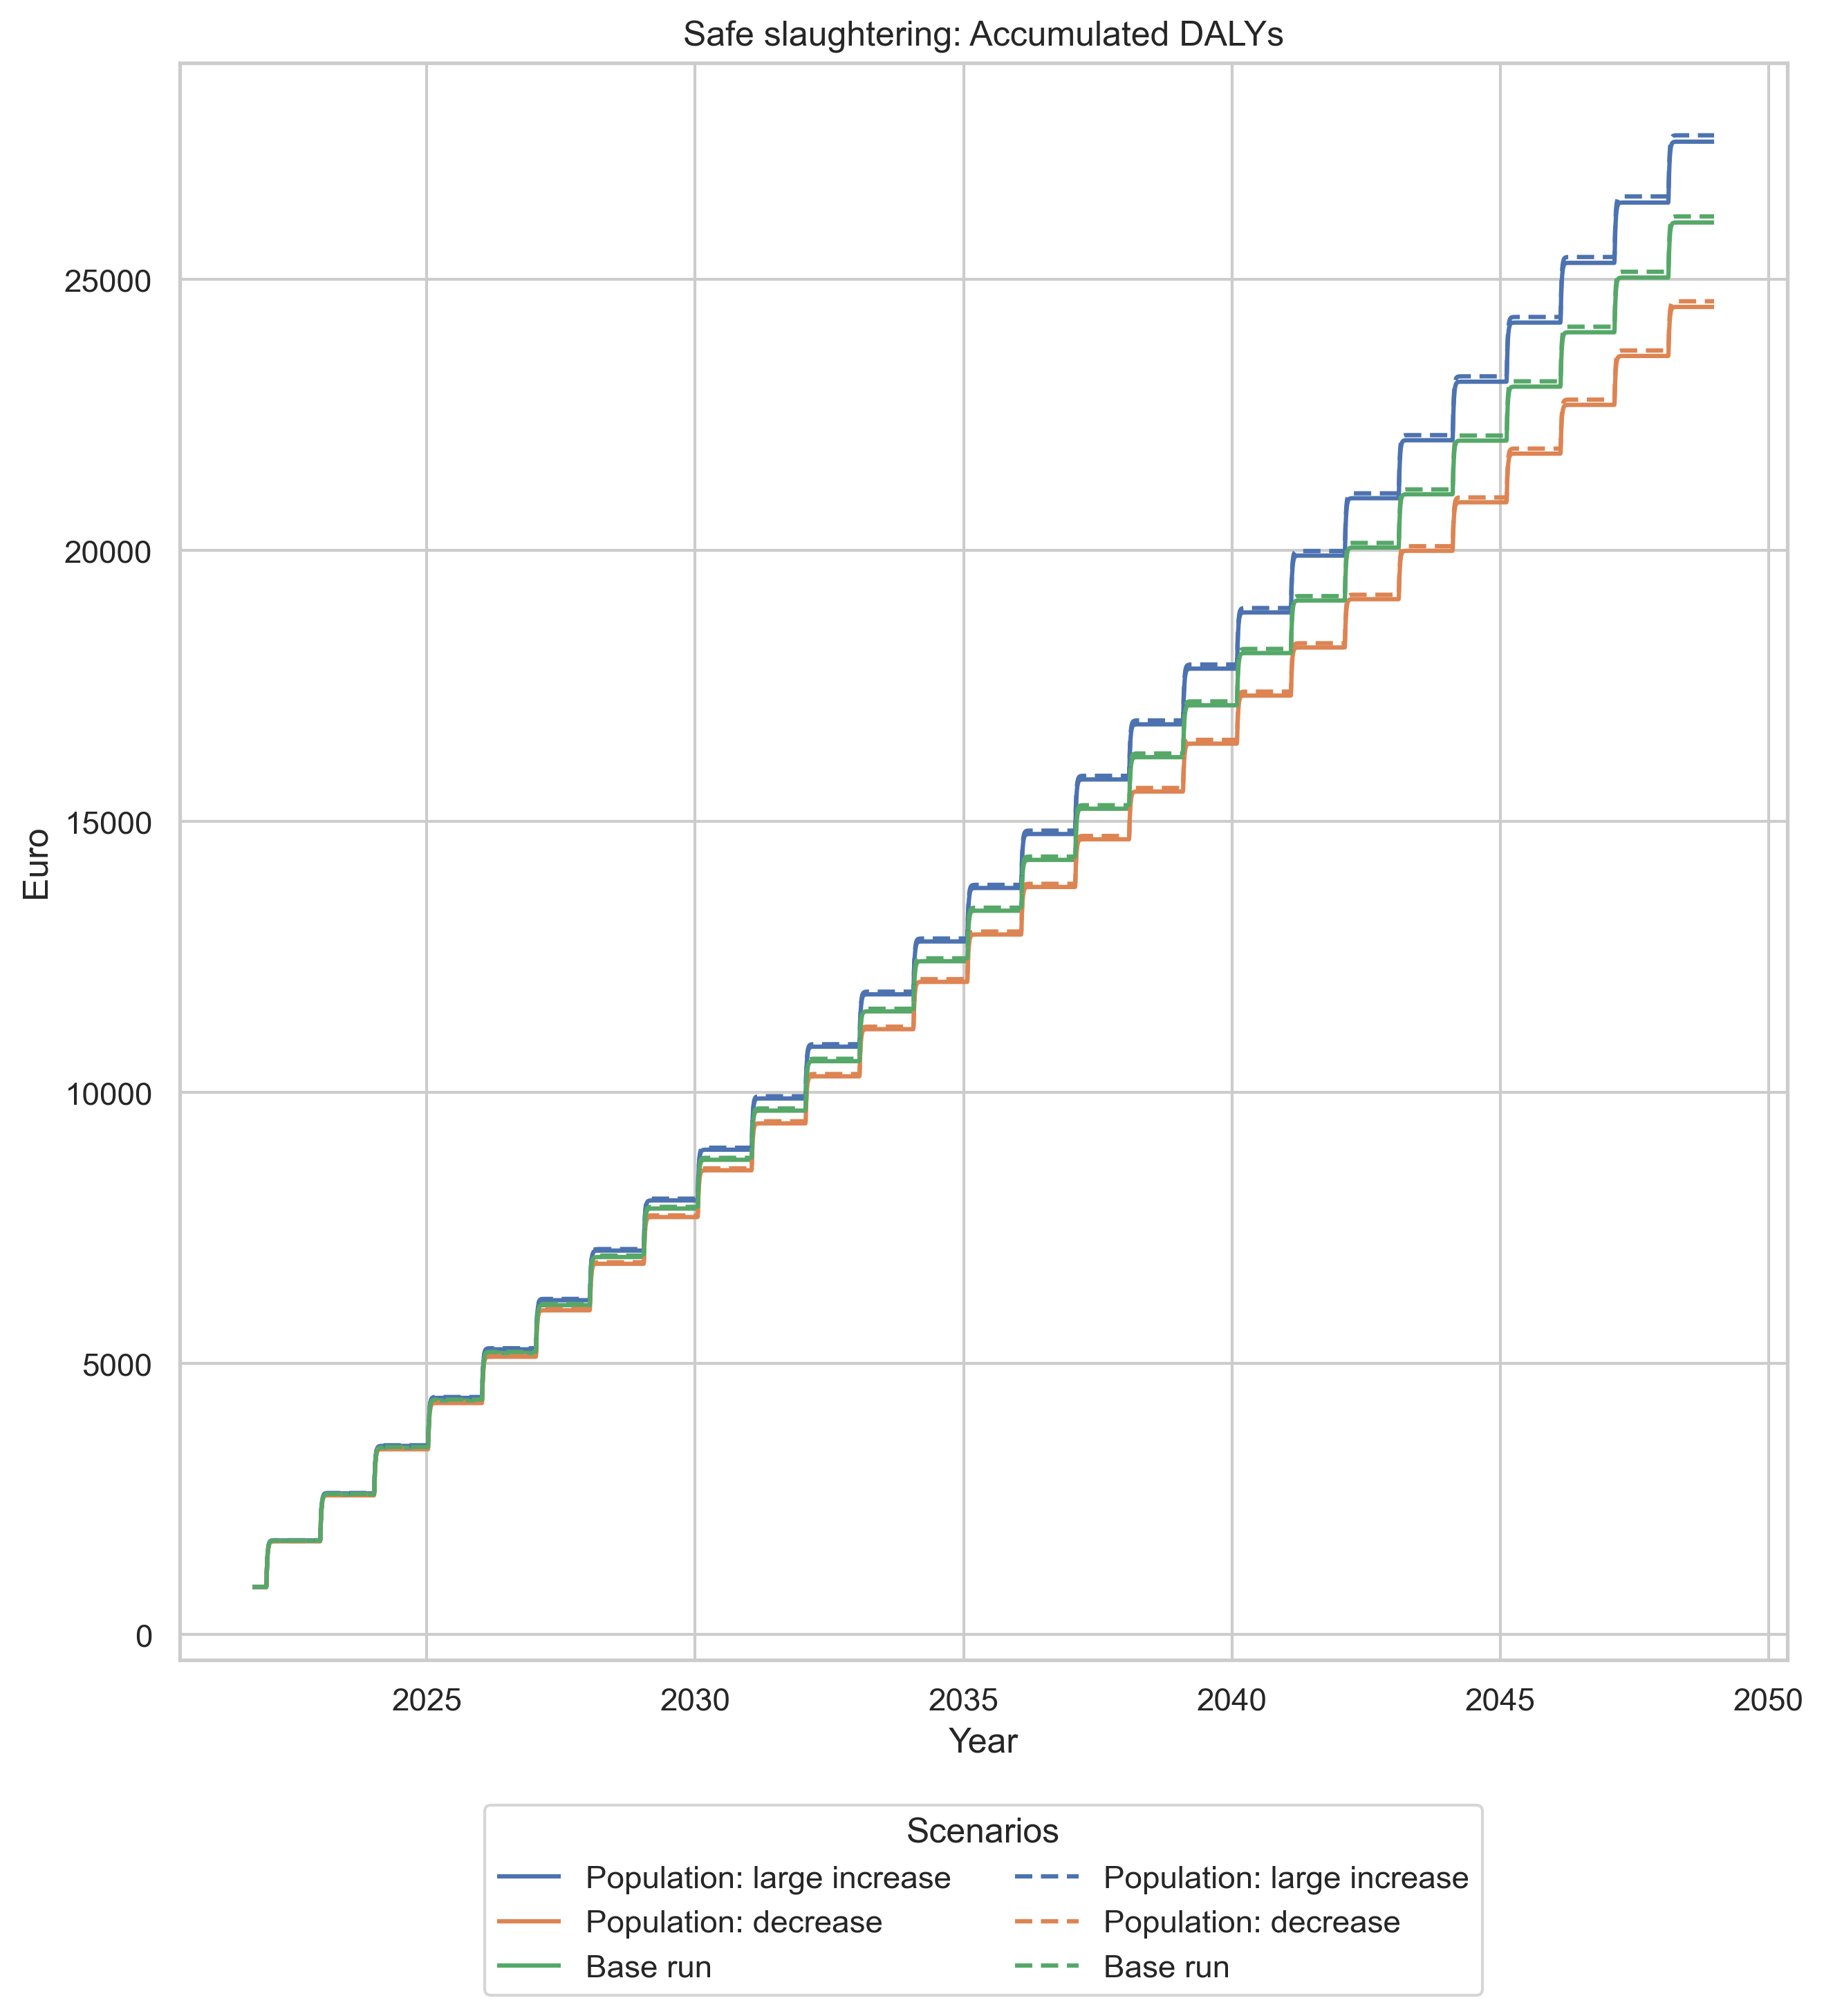 Safe slaughtering: Accumulated DALYs
25000
20000
15000
10000
5000
0
Euro
2025 2030 2035 2040 2045 2050
Year
Scenarios
Population: large increase Population: large increase
Population: decrease Population: decrease
Base run Base run